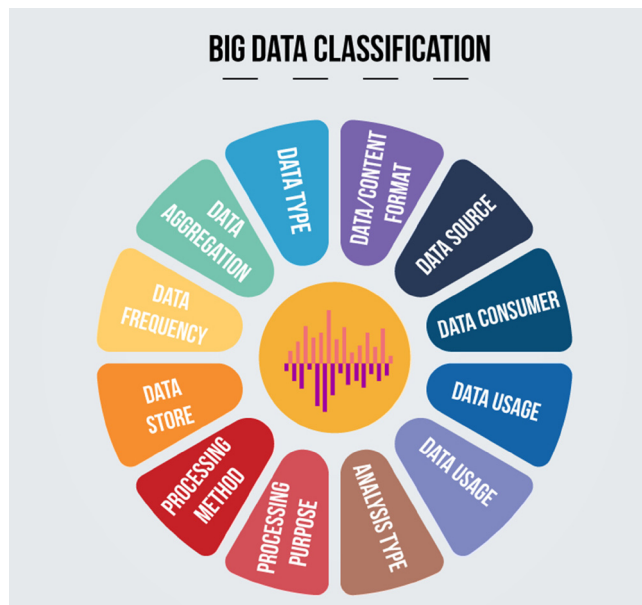 BIG DATA CLASSIFICATION
DATA TYPE
DATA/CONTENT
FORMAT
DATA SOURCE
DATA CONSUMER
DATA USAGE
DATA USAGE
ANALYSIS TYPE
PROCESSING
PURPOSE
PROCESSING
METHOD
DATA
STORE
DATA
FREQUENCY
DATA
AGGREGATION